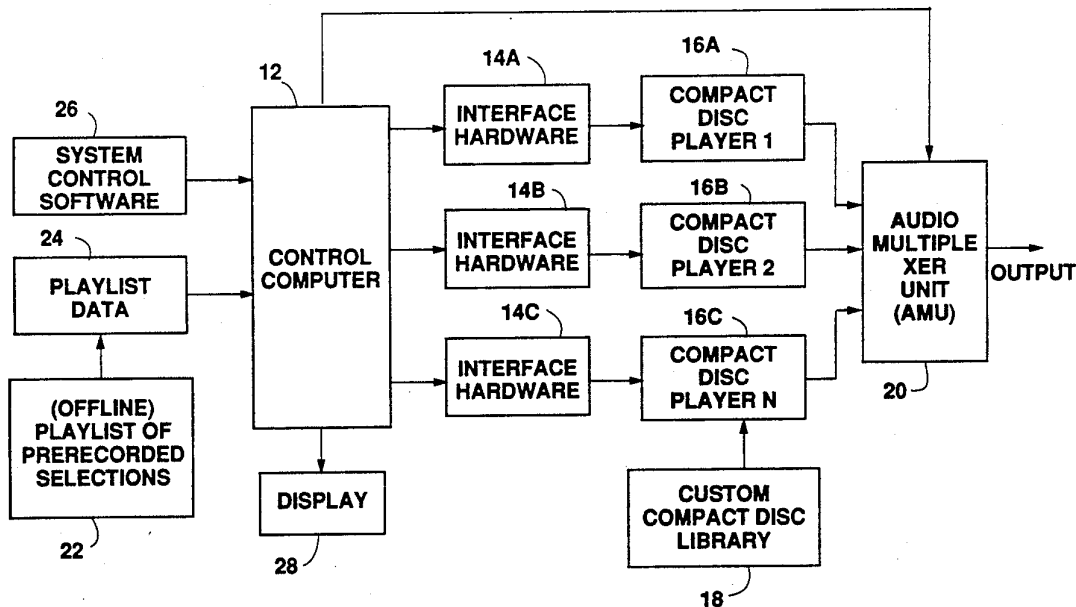 12
14A
16A
26
SYSTEM
CONTROL
SOFTWARE
INTERFACE
HARDWARE
COMPACT
DISC
PLAYER 1
24
PLAYLIST
DATA
CONTROL
COMPUTER
14B
INTERFACE
HARDWARE
16B
COMPACT
DISC
PLAYER 2
AUDIO
MULTIPLE
XER
UNIT
(AMU)
OUTPUT
14C
INTERFACE
HARDWARE
16C
COMPACT
DISC
PLAYER N
20
(OFFLINE)
PLAYLIST OF
PRERECORDED
SELECTIONS
22
DISPLAY
28
CUSTOM
COMPACT DISC
LIBRARY
18